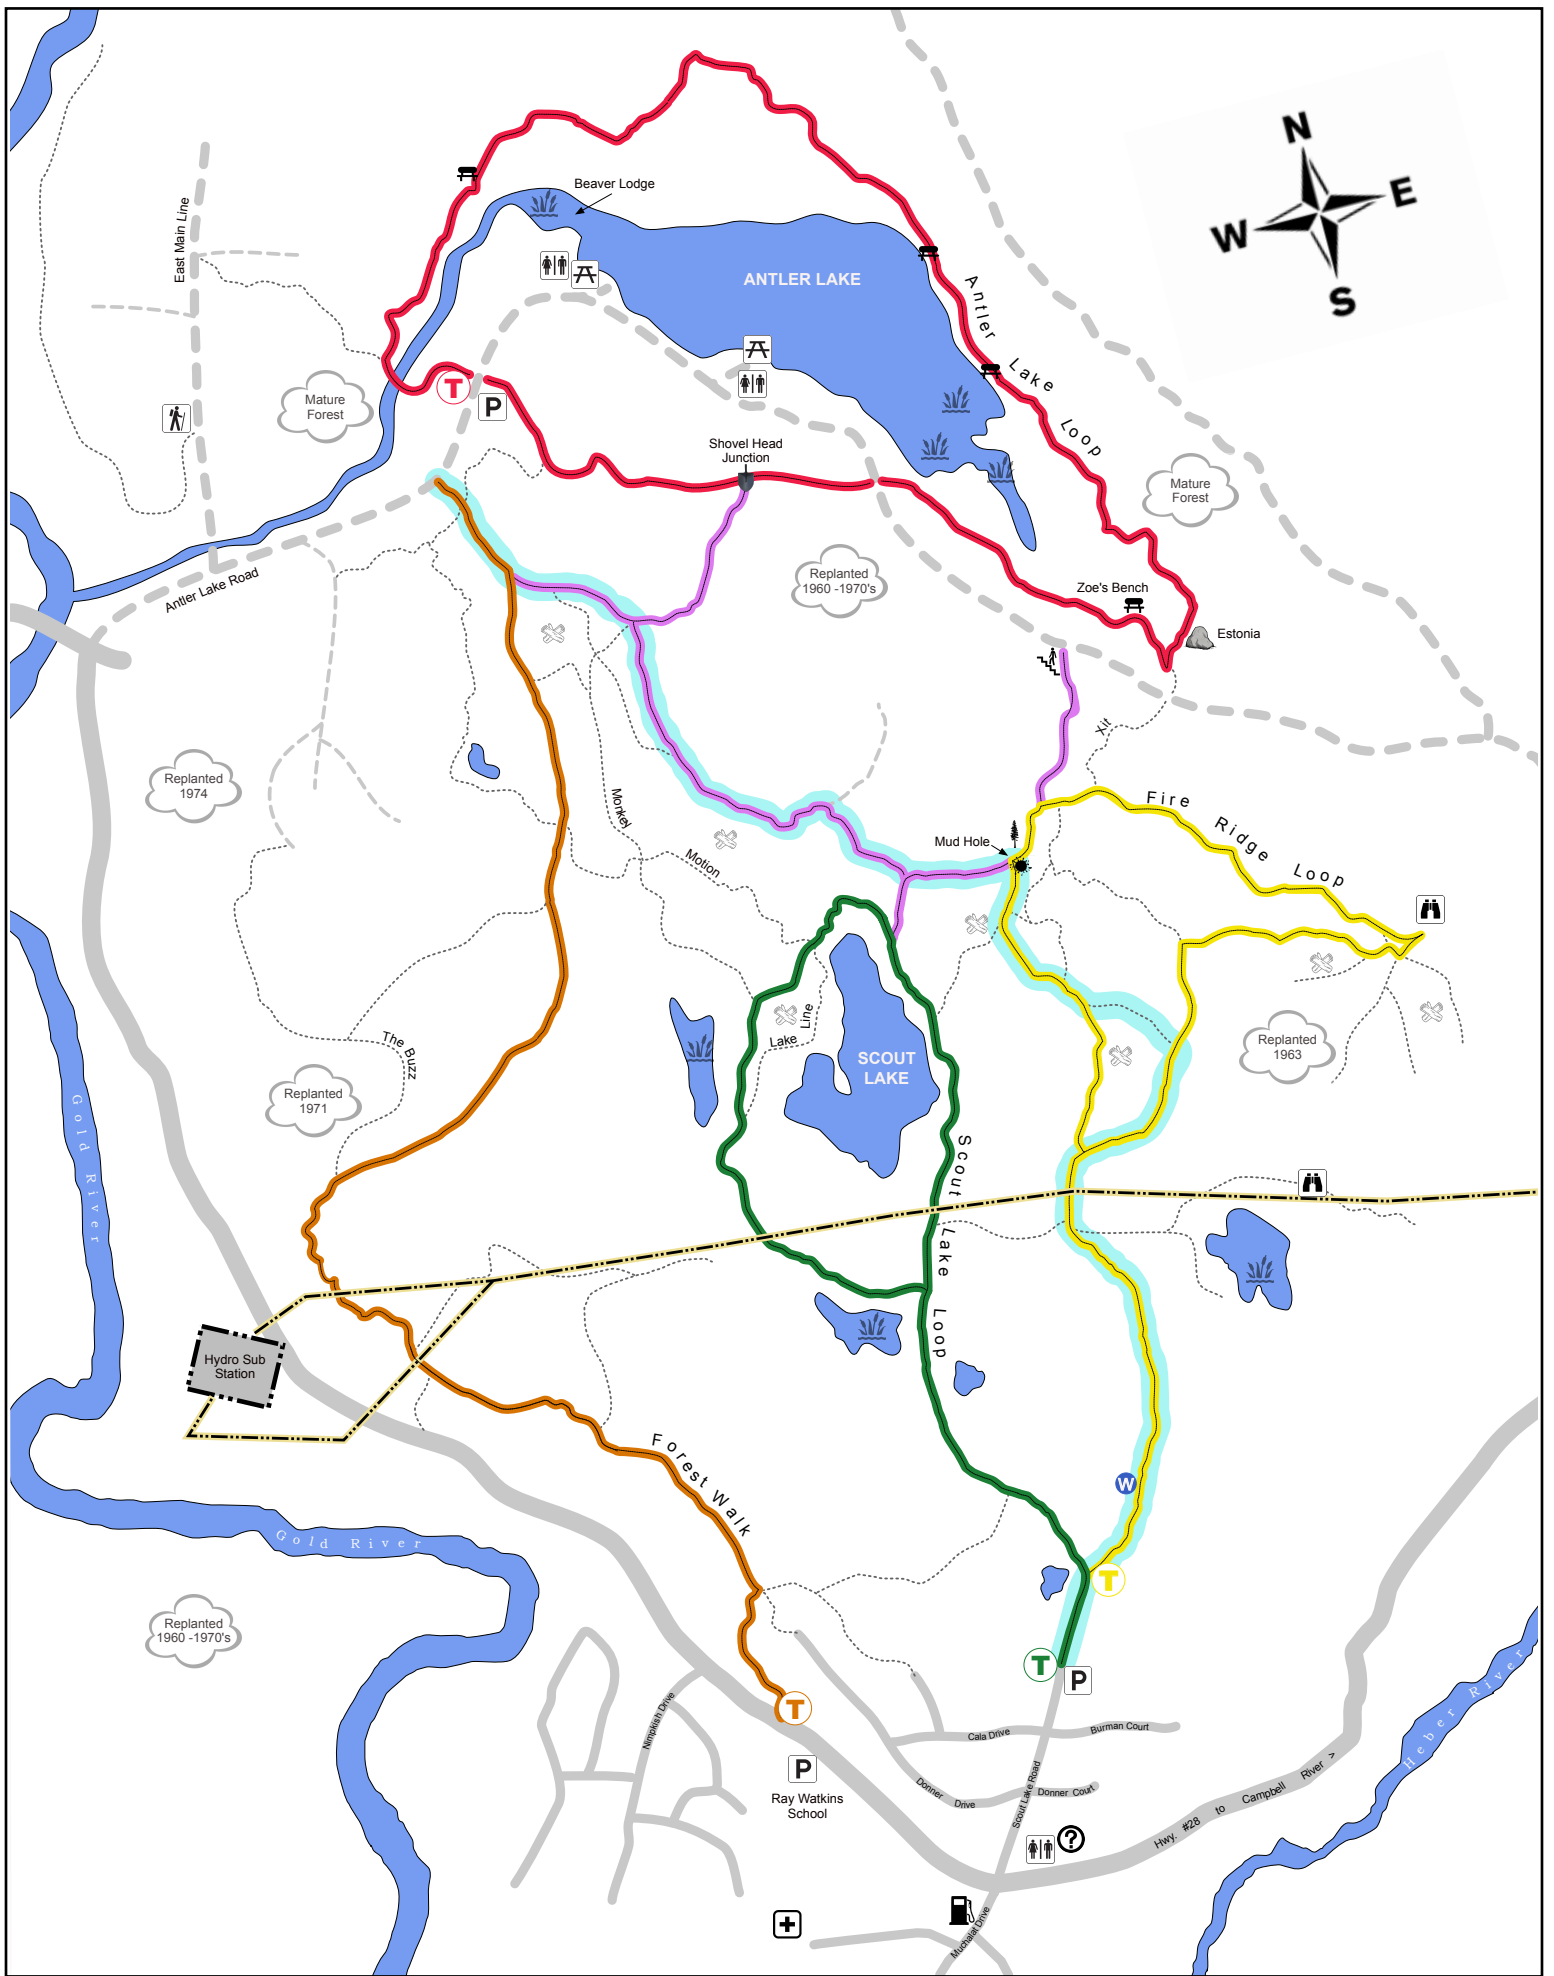 N
E
W
S
East Main Line
Beaver Lodge
ANTLER LAKE
Antler Lake Loop
Mature
Forest
T
P
Shovel Head
Junction
Mature
Forest
Antler Lake Road
Replanted
1960 -1970's
Zoe's Bench
Estonia
Xit
Replanted
1974
Monkey
Motion
Mud Hole
Fire Ridge Loop
Lake Line
SCOUT
LAKE
Replanted
1963
The Buzz
Replanted
1971
Gold River
Scout Lake Loop
Hydro Sub
Station
Forest Walk
W
Gold River
T
Replanted
1960 -1970's
T
P
Heber River
Nimpkish Drive
T
Cala Drive
Burman Court
P
Ray Watkins
School
Donner Drive
Donner Court
Scout Lake Road
Hwy. #28 to Campbell River >
?
Muchalat Drive